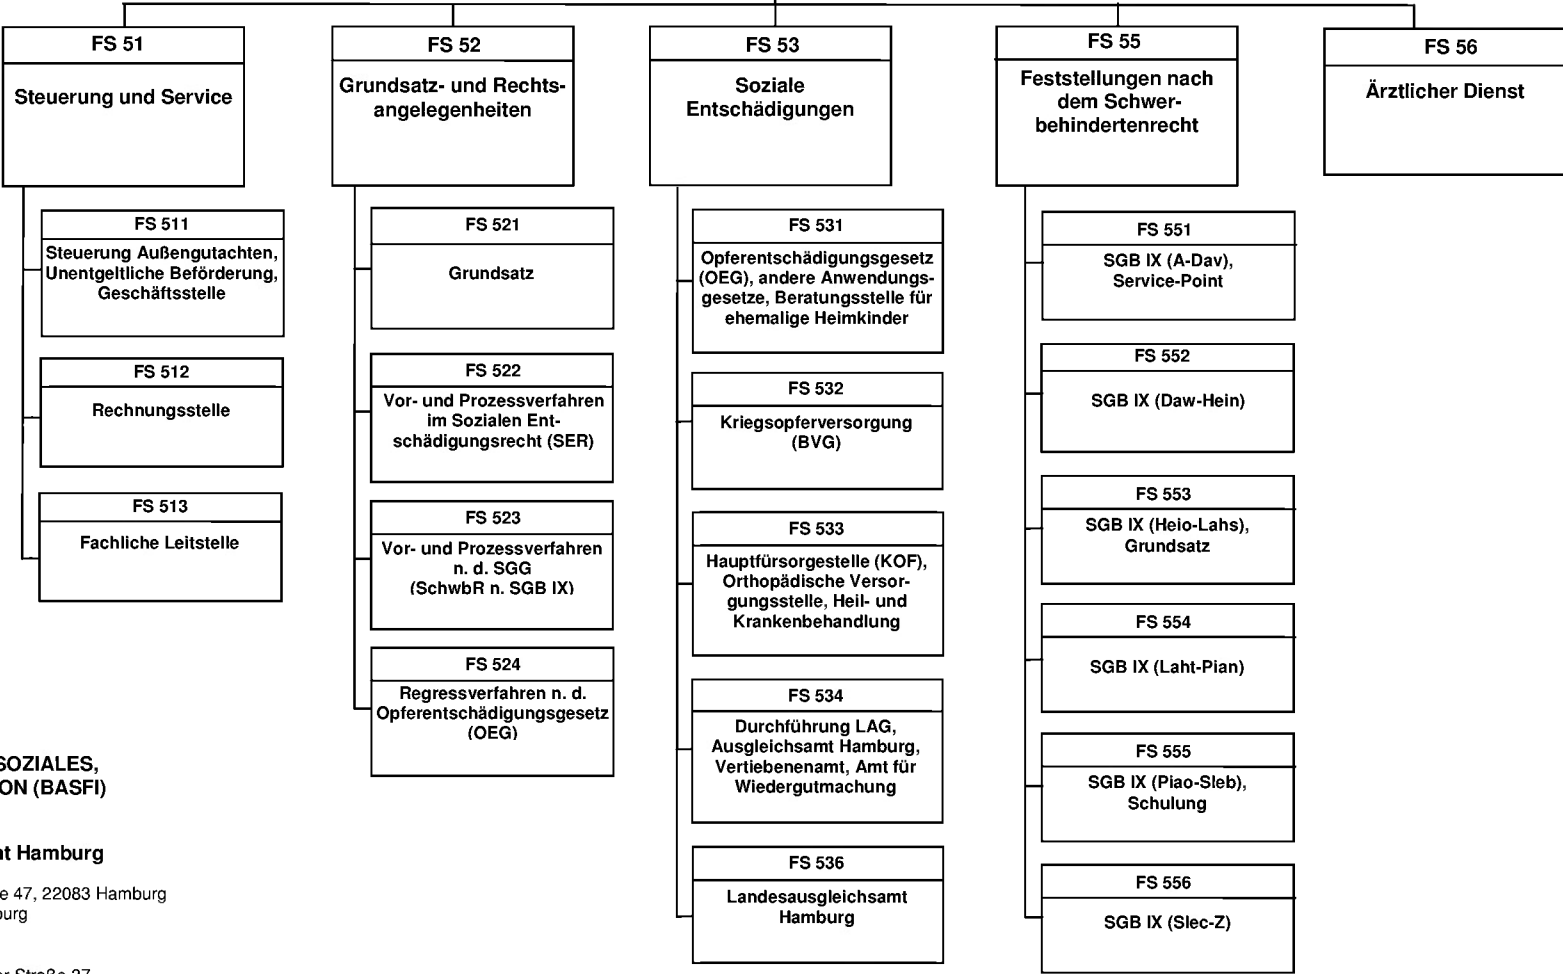 FS 51
Steuerung und Service
FS 511
Steuerung Außengutachten,
Unentgeltliche Beförderung,
Geschäftsstelle
FS 512
Rechnungsstelle
FS 513
Fachliche Leitstelle
FS 52
Grundsatz- und Rechts-
angelegenheiten
FS 521
Grundsatz
FS 522
Vor- und Prozessverfahren
im Sozialen Ent-
schädigungsrecht (SER)
FS 523
Vor- und Prozessverfahren
n. d. SGG
(SchwbR n. SGB IX)
FS 524
Regressverfahren n. d.
Opferentschädigungsgesetz
(OEG)
FS 53
Soziale
Entschädigungen
FS 531
Opferentschädigungsgesetz
(OEG), andere Anwendungs-
gesetze, Beratungsstelle für
ehemalige Heimkinder
FS 532
Kriegsopferversorgung
(BVG)
FS 533
Hauptfürsorgestelle (KOF),
Orthopädische Versor-
gungsstelle, Heil- und
Krankenbehandlung
FS 534
Durchführung LAG,
Ausgleichsamt Hamburg,
Vertiebenenamt, Amt für
Wiedergutmachung
FS 536
Landesausgleichsamt
Hamburg
FS 55
Feststellungen nach
dem Schwer-
behindertenrecht
FS 551
SGB IX (A-Dav),
Service-Point
FS 552
SGB IX (Daw-Hein)
FS 553
SGB IX (Heio-Lahs),
Grundsatz
FS 554
SGB IX (Laht-Pian)
FS 555
SGB IX (Piao-Sleb),
Schulung
FS 556
SGB IX (Slec-Z)
FS 56
Ärztlicher Dienst
SOZIALES,
ON (BASFI)
Hamburg
e 47, 22083 Hamburg
burg
Straße 27